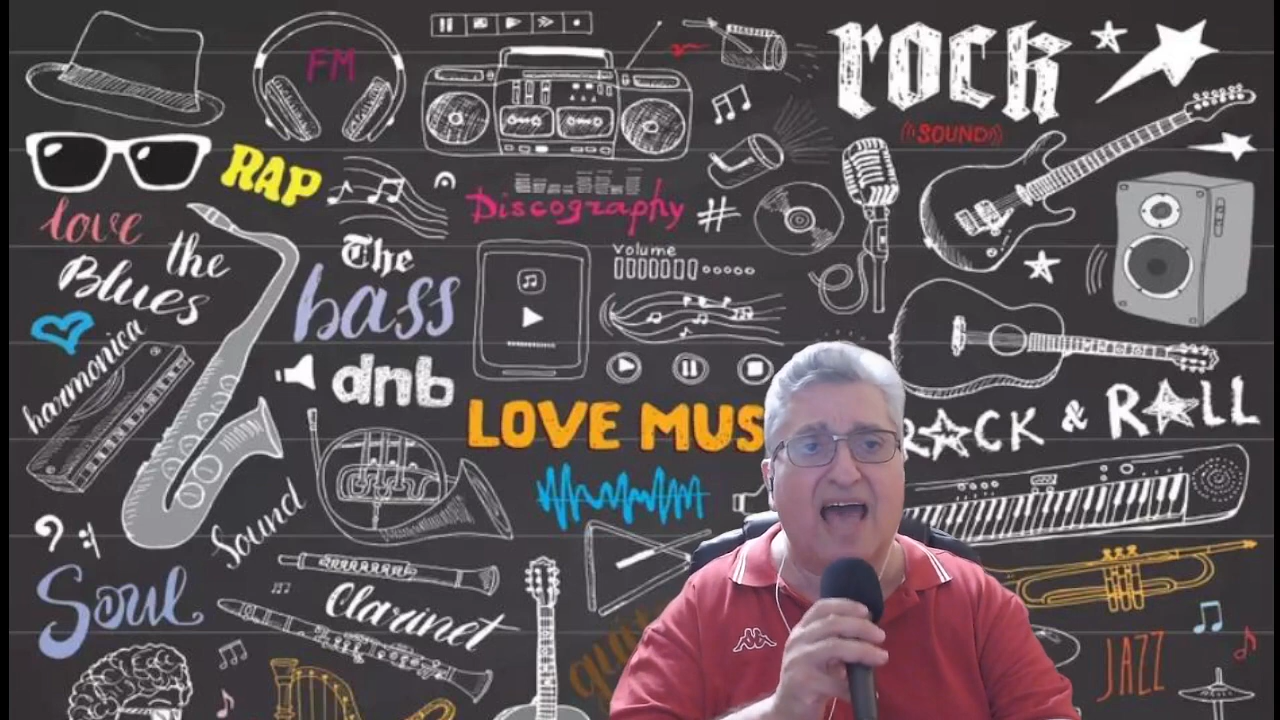 FM
rock
SOUND
RAP
Discography
#
love
the
Blues
The
bass
volume
harmonica
dnb
LOVE MUS
ROCK & ROLL
Sound
Soul
Clarinet
JAZZ